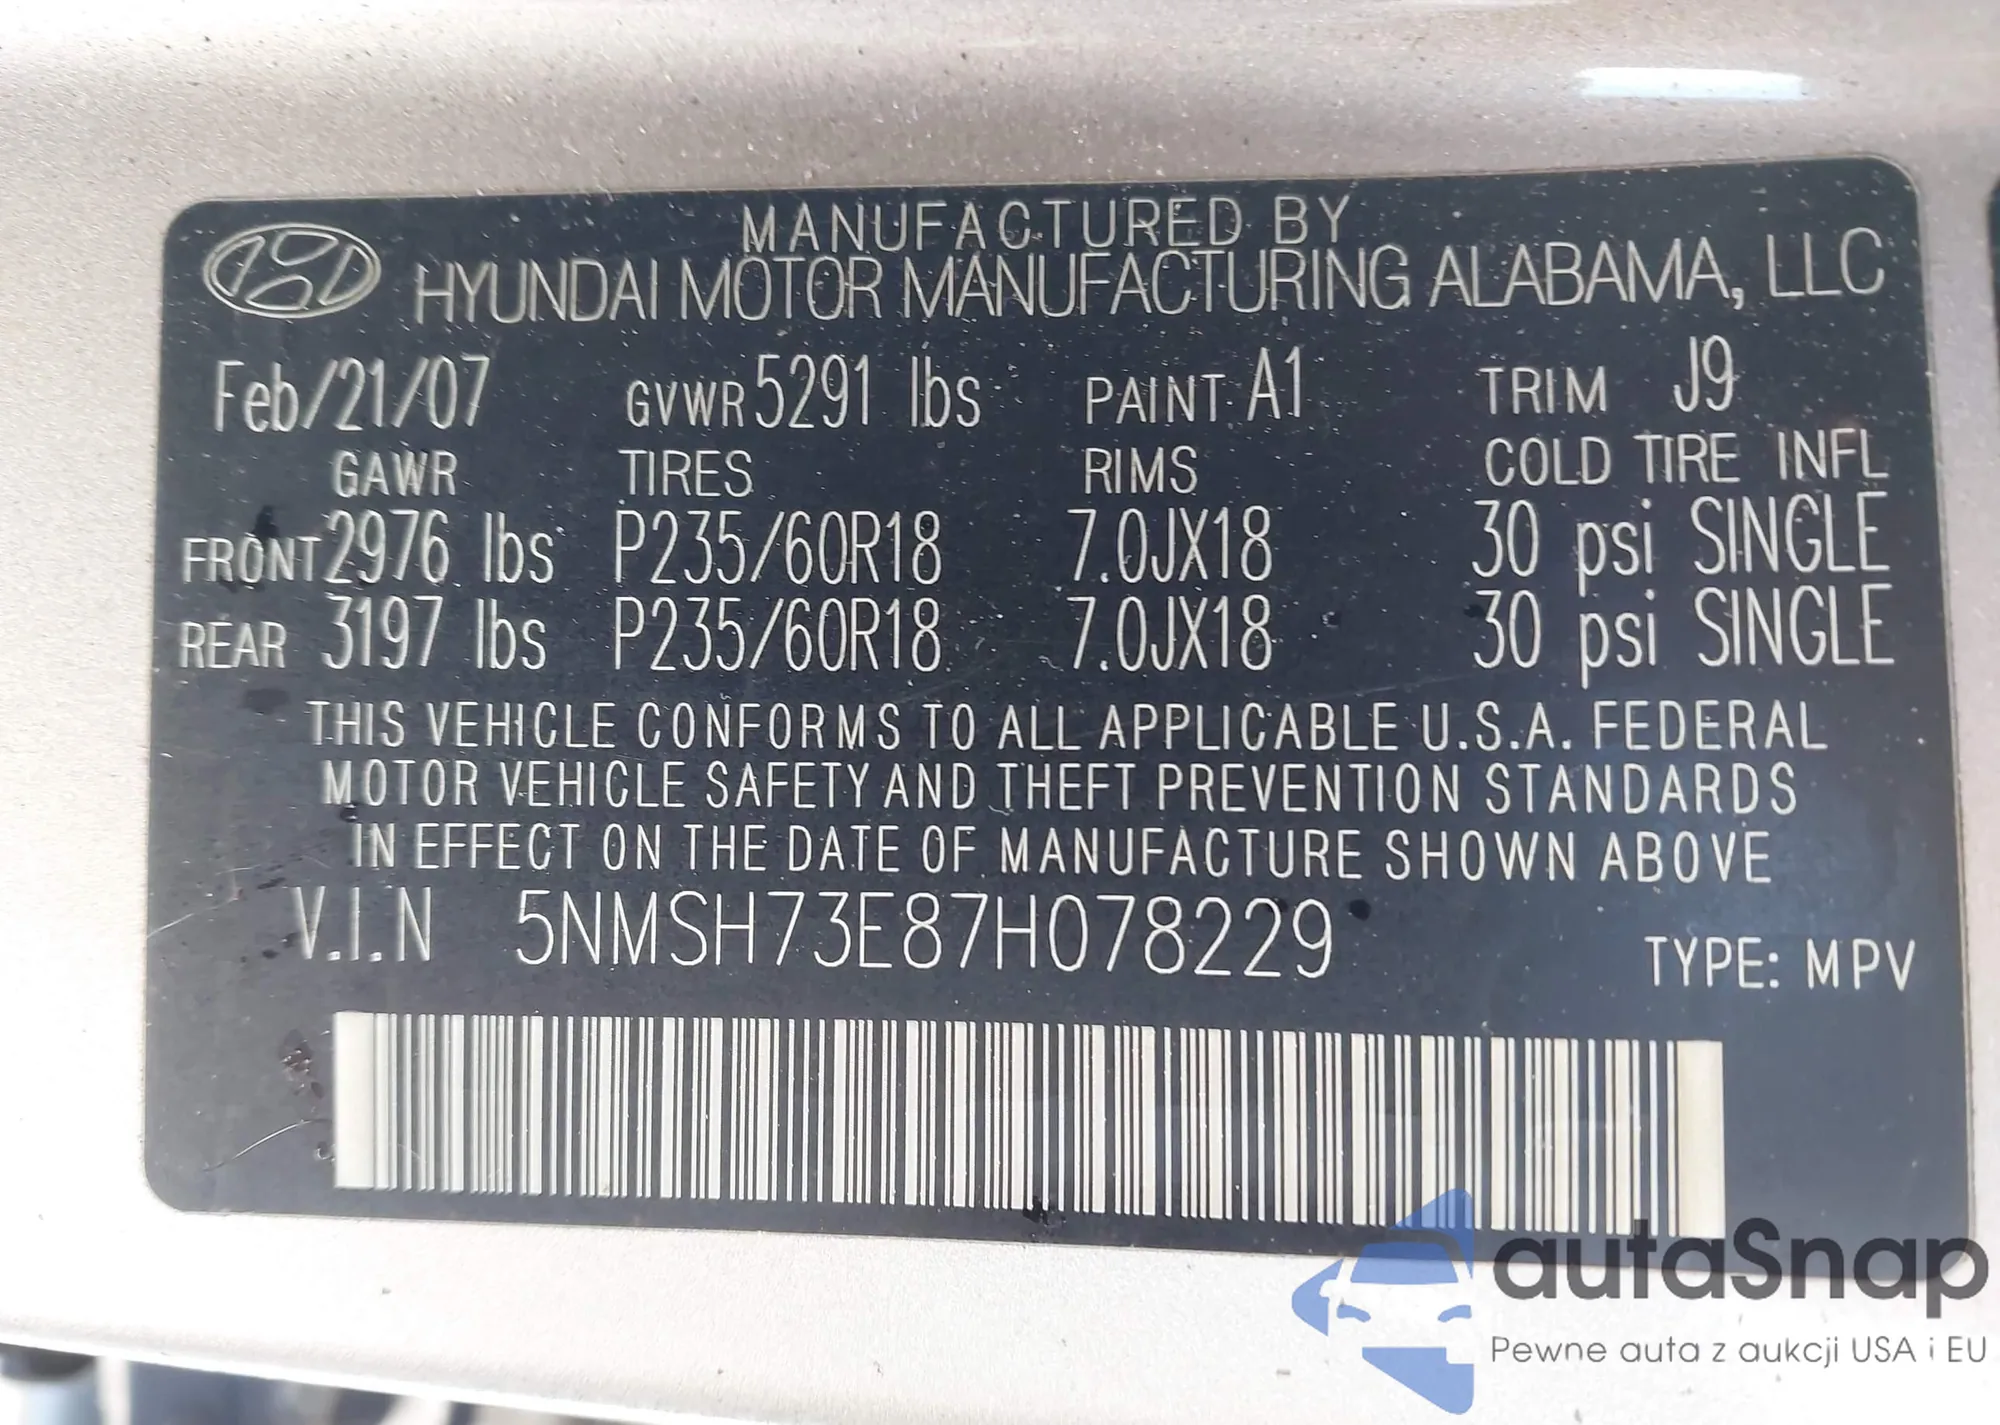 MANUFACTURED BY
HYUNDAI MOTOR MANUFACTURING ALABAMA, LLC
Feb/21/07 GVWR 5291 lbs PAINT A1 TRIM J9
GAWR TIRES RIMS COLD TIRE INFL
FRONT 2976 lbs P235/60R18 7.0JX18 30 psi SINGLE
REAR 3197 lbs P235/60R18 7.0JX18 30 psi SINGLE
THIS VEHICLE CONFORMS TO ALL APPLICABLE U.S.A. FEDERAL
MOTOR VEHICLE SAFETY AND THEFT PREVENTION STANDARDS
IN EFFECT ON THE DATE OF MANUFACTURE SHOWN ABOVE
V.I.N 5NMSH73E87H078229
TYPE: MPV
autaSnap
Pewne auta z aukcji USA i EU